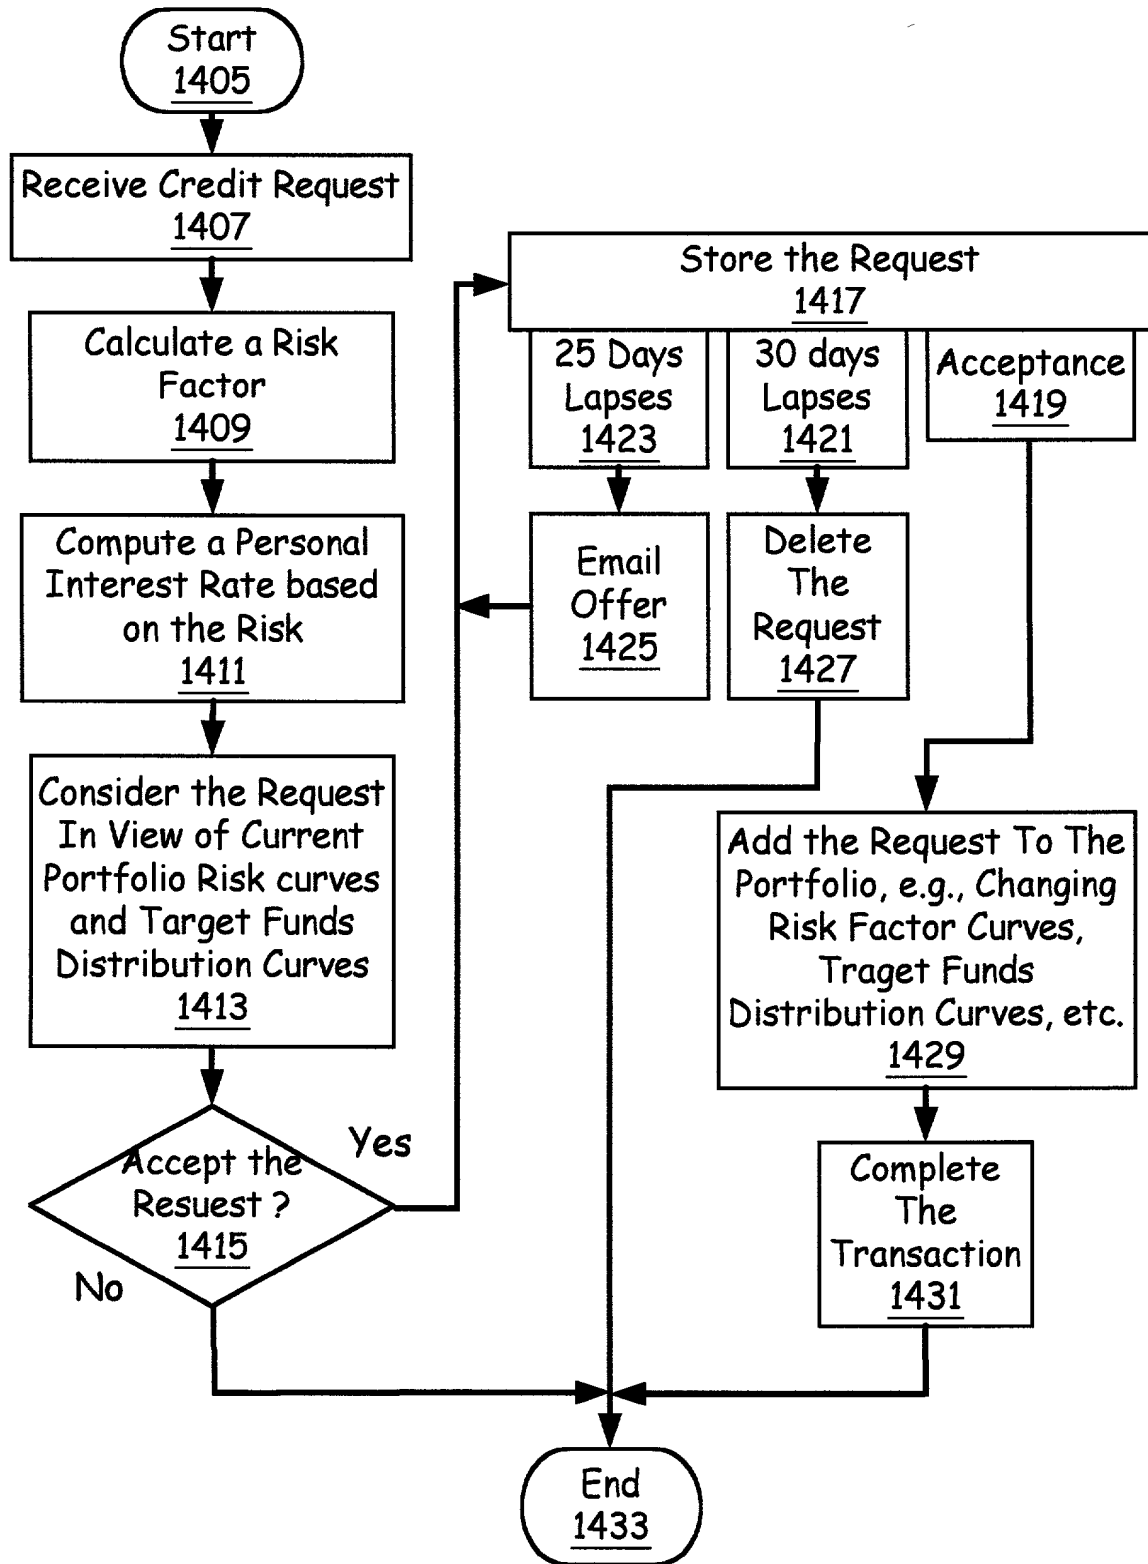 Start
1405
Receive Credit Request
1407
Calculate a Risk
Factor
1409
Compute a Personal
Interest Rate based
on the Risk
1411
Consider the Request
In View of Current
Portfolio Risk curves
and Target Funds
Distribution Curves
1413
Accept the
Resuest ?
1415
Yes
No
Store the Request
1417
25 Days
Lapses
1423
30 days
Lapses
1421
Acceptance
1419
Email
Offer
1425
Delete
The
Request
1427
Add the Request To The
Portfolio, e.g., Changing
Risk Factor Curves,
Traget Funds
Distribution Curves, etc.
1429
Complete
The
Transaction
1431
End
1433